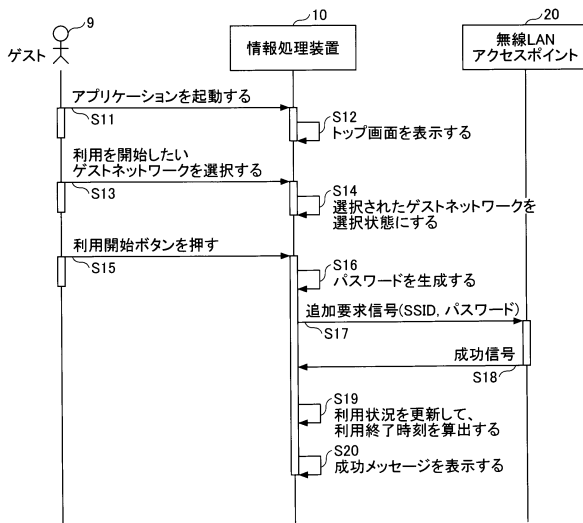 9
ゲスト
10
情報処理装置
20
無線LAN
アクセスポイント
アプリケーションを起動する
S11
S12
トップ画面を表示する
利用を開始したい
ゲストネットワークを選択する
S13
S14
選択されたゲストネットワークを
選択状態にする
利用開始ボタンを押す
S15
S16
パスワードを生成する
追加要求信号(SSID, パスワード)
S17
成功信号
S18
S19
利用状況を更新して、
利用終了時刻を算出する
S20
成功メッセージを表示する